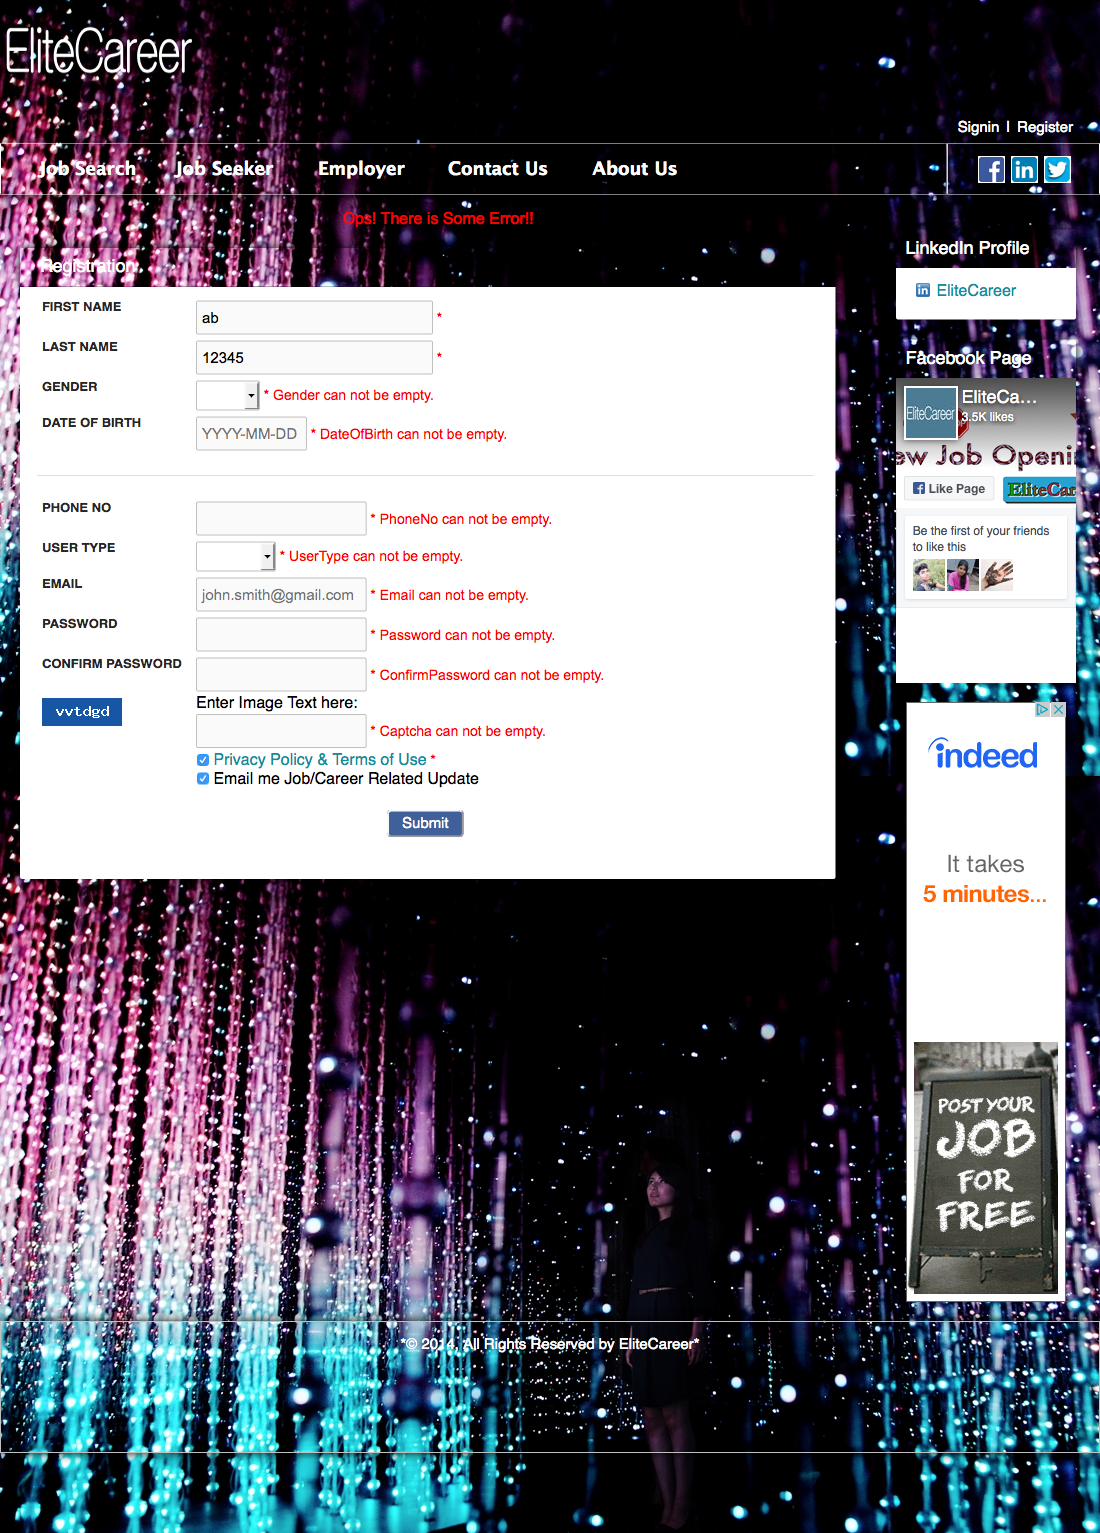 EliteCareer
Signin | Register
Job Search Job Seeker Employer Contact Us About Us
Ops! There is Some Error!!
Registration
FIRST NAME ab *
LAST NAME 12345 *
GENDER * Gender can not be empty.
DATE OF BIRTH YYYY-MM-DD * DateOfBirth can not be empty.
PHONE NO * PhoneNo can not be empty.
USER TYPE * UserType can not be empty.
EMAIL john.smith@gmail.com * Email can not be empty.
PASSWORD * Password can not be empty.
CONFIRM PASSWORD * ConfirmPassword can not be empty.
vvtdgd Enter Image Text here:
* Captcha can not be empty.
Privacy Policy & Terms of Use *
Email me Job/Career Related Update
Submit
LinkedIn Profile
in EliteCareer
Facebook Page
EliteCareer
EliteCa...
3.5K likes
ew Job Openi
Like Page
EliteCar
Be the first of your friends
to like this
indeed
It takes
5 minutes...
POST YOUR
JOB
FOR
FREE
*© 2014, All Rights Reserved by EliteCareer*